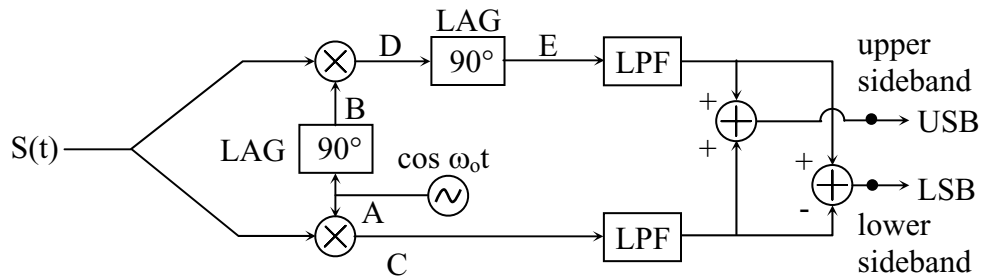 LAG
D
90°
E
LPF
upper
sideband
USB
+
+
B
S(t)
LAG
90°
cos ωₒt
A
+
LSB
-
LPF
C
lower
sideband